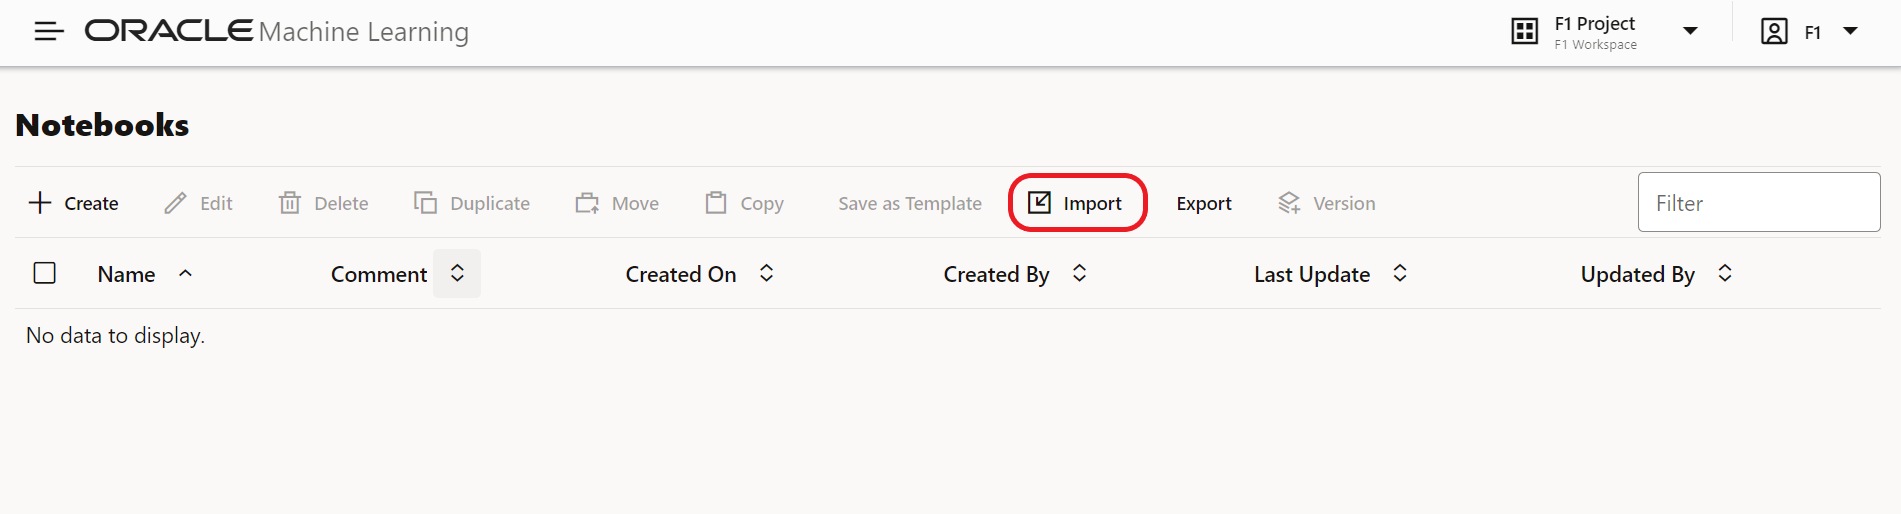 ORACLE Machine Learning
F1 Project
F1 Workspace
F1
Notebooks
Create Edit Delete Duplicate Move Copy Save as Template Import Export Version Filter
Name Comment Created On Created By Last Update Updated By
No data to display.